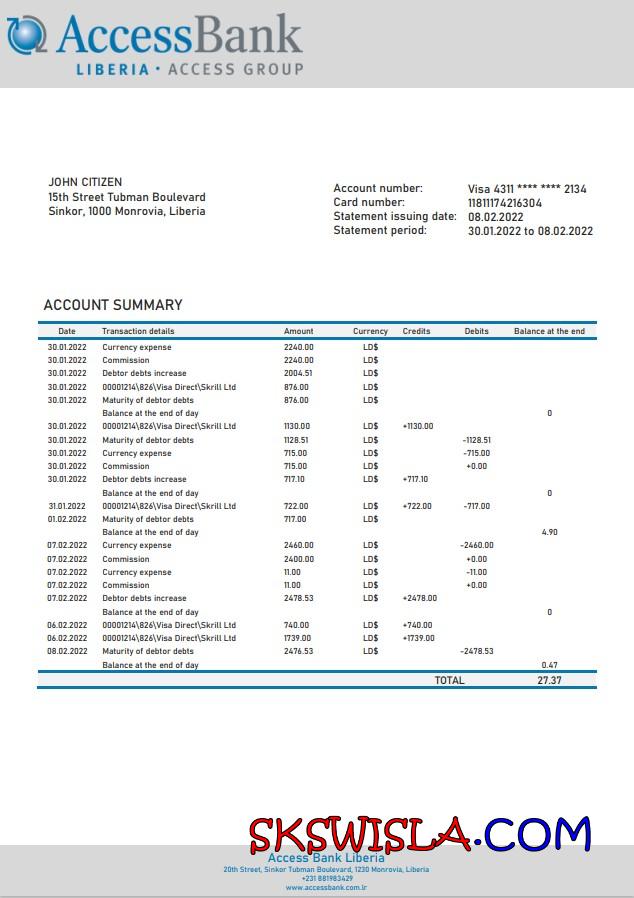 AccessBank
LIBERIA • ACCESS GROUP
JOHN CITIZEN
15th Street Tubman Boulevard
Sinkor, 1000 Monrovia, Liberia
Account number: Visa 4311 **** **** 2134
Card number: 11811174216304
Statement issuing date: 08.02.2022
Statement period: 30.01.2022 to 08.02.2022
ACCOUNT SUMMARY
Date Transaction details Amount Currency Credits Debits Balance at the end
30.01.2022 Currency expense 2240.00 LD$
30.01.2022 Commission 2240.00 LD$
30.01.2022 Debtor debts increase 2004.51 LD$
30.01.2022 00001214\826\Visa Direct\Skrill Ltd 876.00 LD$
30.01.2022 Maturity of debtor debts 876.00 LD$
Balance at the end of day 0
30.01.2022 00001214\826\Visa Direct\Skrill Ltd 1130.00 LD$ +1130.00
30.01.2022 Maturity of debtor debts 1128.51 LD$ -1128.51
30.01.2022 Currency expense 715.00 LD$ -715.00
30.01.2022 Commission 715.00 LD$ +0.00
30.01.2022 Debtor debts increase 717.10 LD$ +717.10
Balance at the end of day 0
31.01.2022 00001214\826\Visa Direct\Skrill Ltd 722.00 LD$ +722.00 -717.00
01.02.2022 Maturity of debtor debts 717.00 LD$
Balance at the end of day 4.90
07.02.2022 Currency expense 2460.00 LD$ -2460.00
07.02.2022 Commission 2400.00 LD$ +0.00
07.02.2022 Currency expense 11.00 LD$ -11.00
07.02.2022 Commission 11.00 LD$ +0.00
07.02.2022 Debtor debts increase 2478.53 LD$ +2478.00
Balance at the end of day 0
06.02.2022 00001214\826\Visa Direct\Skrill Ltd 740.00 LD$ +740.00
06.02.2022 00001214\826\Visa Direct\Skrill Ltd 1739.00 LD$ +1739.00
08.02.2022 Maturity of debtor debts 2476.53 LD$ -2478.53
Balance at the end of day 0.47
TOTAL 27.37
SKSWISLA.COM
Access Bank Liberia
20th Street, Sinkor Tubman Boulevard, 1230 Monrovia, Liberia
+231 881983429
www.accessbank.com.lr